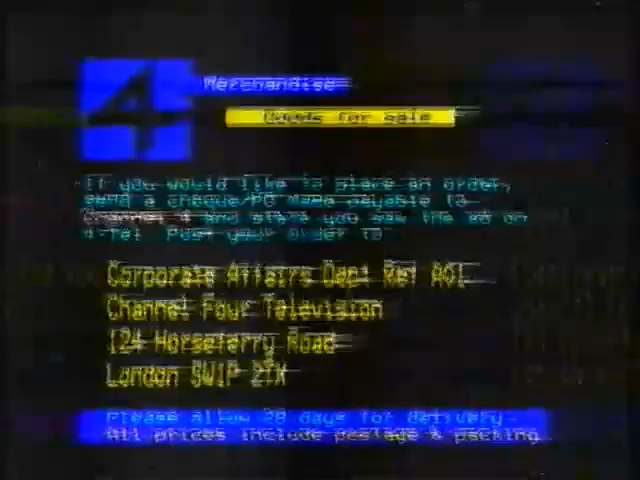 4
Merchandise
Goods for sale
If you would like to place an order,
send a cheque/PO made payable to
Channel 4 and state you saw the ad on
4-Tel. Post your order to
Corporate Affairs Dept Ref A01
Channel Four Television
124 Horseferry Road
London SW1P 2TX
Please allow 28 days for delivery
All prices include postage & packing